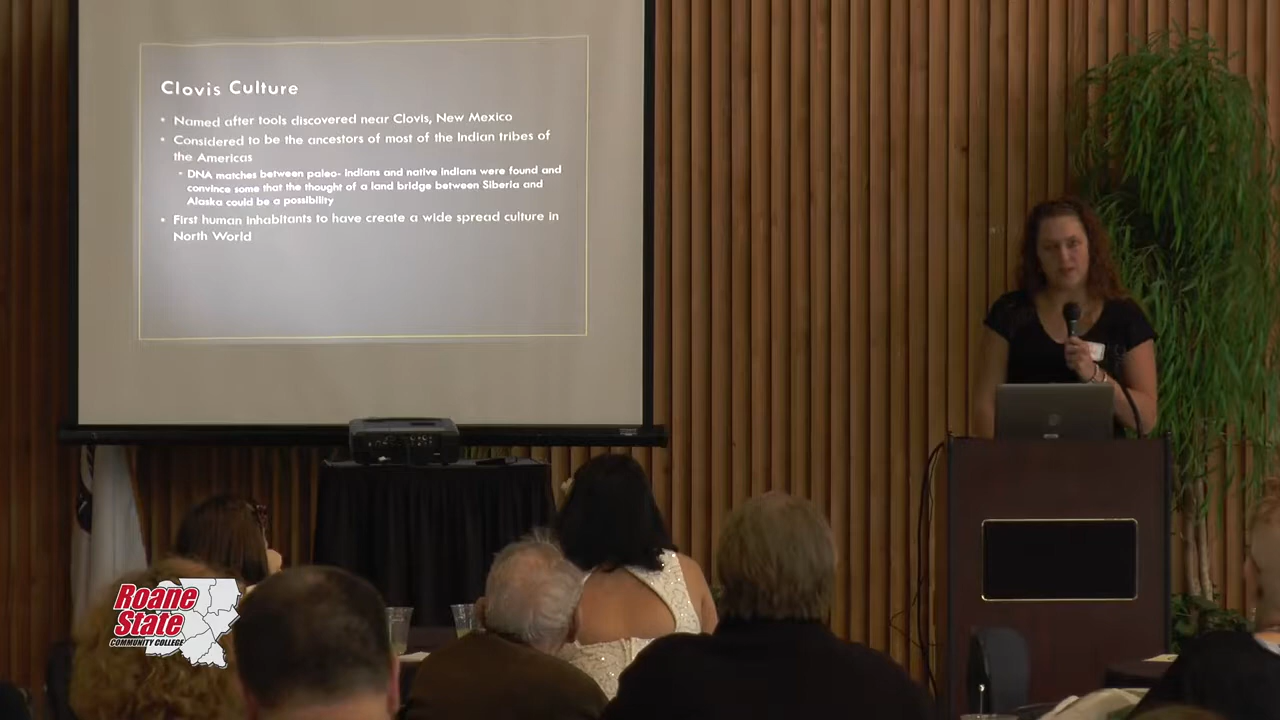 Clovis Culture
• Named after tools discovered near Clovis, New Mexico
• Considered to be the ancestors of most of the Indian tribes of
the Americas
• DNA matches between paleo- Indians and native indians were found and
convince some that the thought of a land bridge between Siberia and
Alaska could be a possibility
• First human inhabitants to have create a wide spread culture in
North World
Roane
State
COMMUNITY COLLEGE